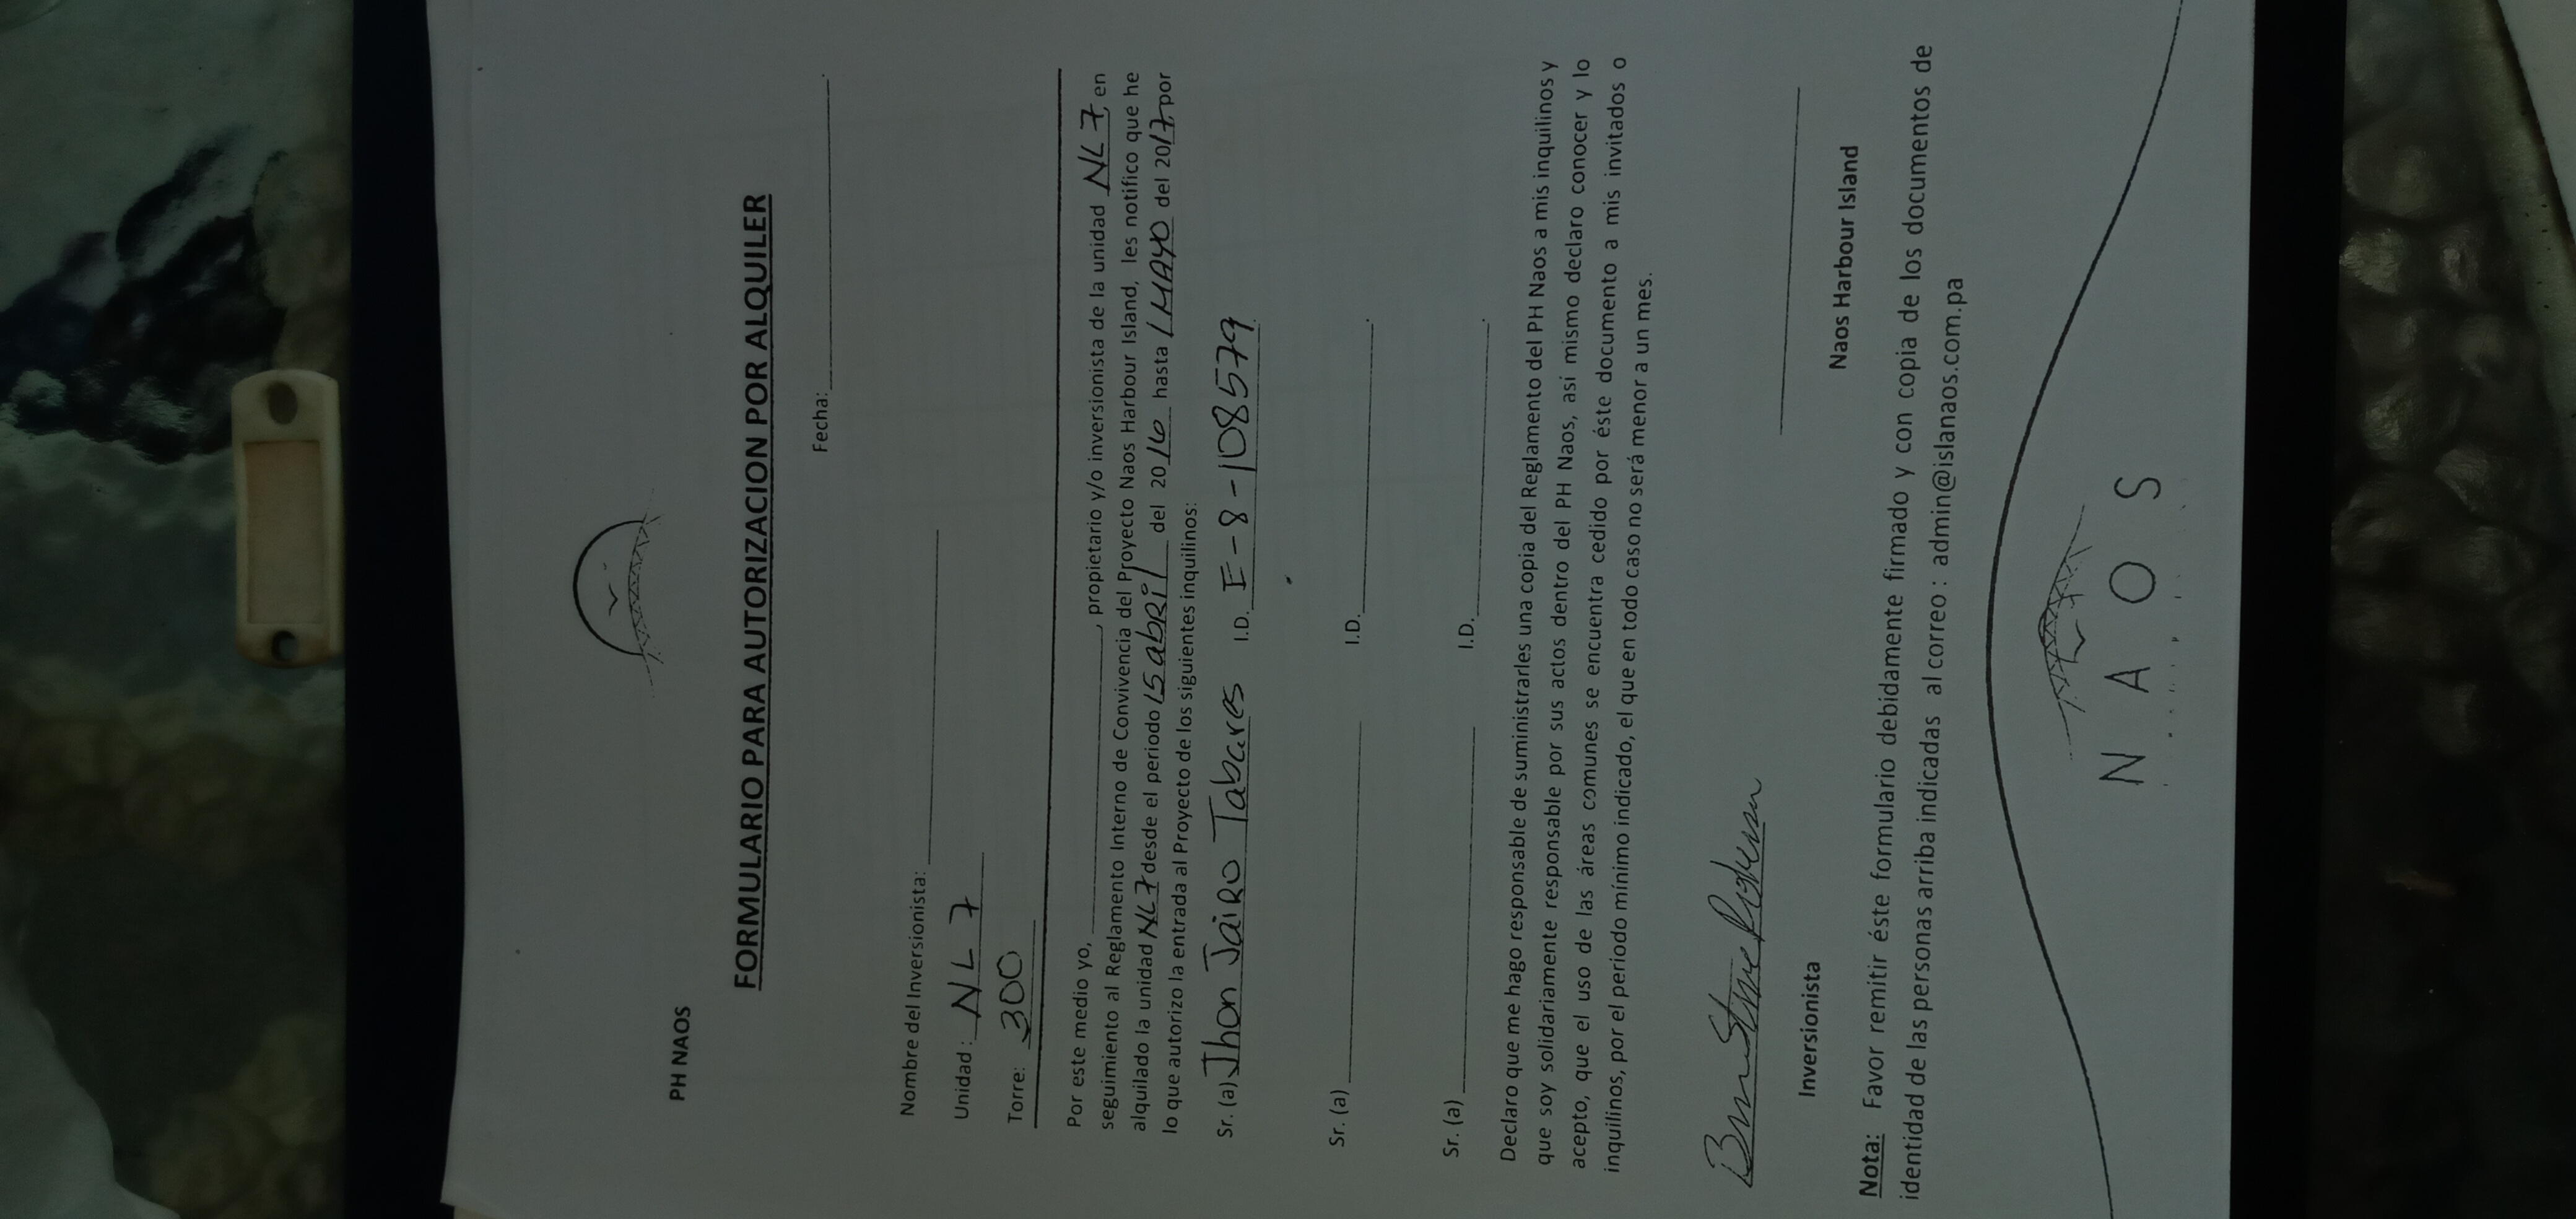 PH NAOS
FORMULARIO PARA AUTORIZACION POR ALQUILER
Fecha:
Nombre del Inversionista:
Unidad : NL 7
Torre: 300
Por este medio yo, , propietario y/o inversionista de la unidad NL 7, en
seguimiento al Reglamento Interno de Convivencia del Proyecto Naos Harbour Island, les notifico que he
alquilado la unidad NL7 desde el periodo 15 abril del 2016 hasta 1 MAYO del 2017, por
lo que autorizo la entrada al Proyecto de los siguientes inquilinos:
Sr. (a) Jhon Jairo Tabares I.D. E-8-108579
Sr. (a) I.D. .
Sr. (a) I.D. .
Declaro que me hago responsable de suministrarles una copia del Reglamento del PH Naos a mis inquilinos y
que soy solidariamente responsable por sus actos dentro del PH Naos, así mismo declaro conocer y lo
acepto, que el uso de las áreas comunes se encuentra cedido por éste documento a mis invitados o
inquilinos, por el periodo mínimo indicado, el que en todo caso no será menor a un mes.
Inversionista
Naos Harbour Island
Nota: Favor remitir éste formulario debidamente firmado y con copia de los documentos de
identidad de las personas arriba indicadas al correo : admin@islanaos.com.pa
NAOS